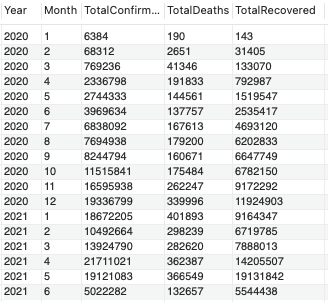 Year Month TotalConfirm... TotalDeaths TotalRecovered
2020 1 6384 190 143
2020 2 68312 2651 31405
2020 3 769236 41346 133070
2020 4 2336798 191833 792987
2020 5 2744333 144561 1519547
2020 6 3969634 137757 2535417
2020 7 6838092 167613 4693120
2020 8 7694938 179200 6202833
2020 9 8244794 160671 6647749
2020 10 11515841 175484 6782150
2020 11 16595938 262247 9172292
2020 12 19336799 339996 11924903
2021 1 18672205 401893 9164347
2021 2 10492664 298239 6719785
2021 3 13924790 282620 7888013
2021 4 21711021 362387 14205507
2021 5 19121083 366549 19131842
2021 6 5022282 132657 5544438